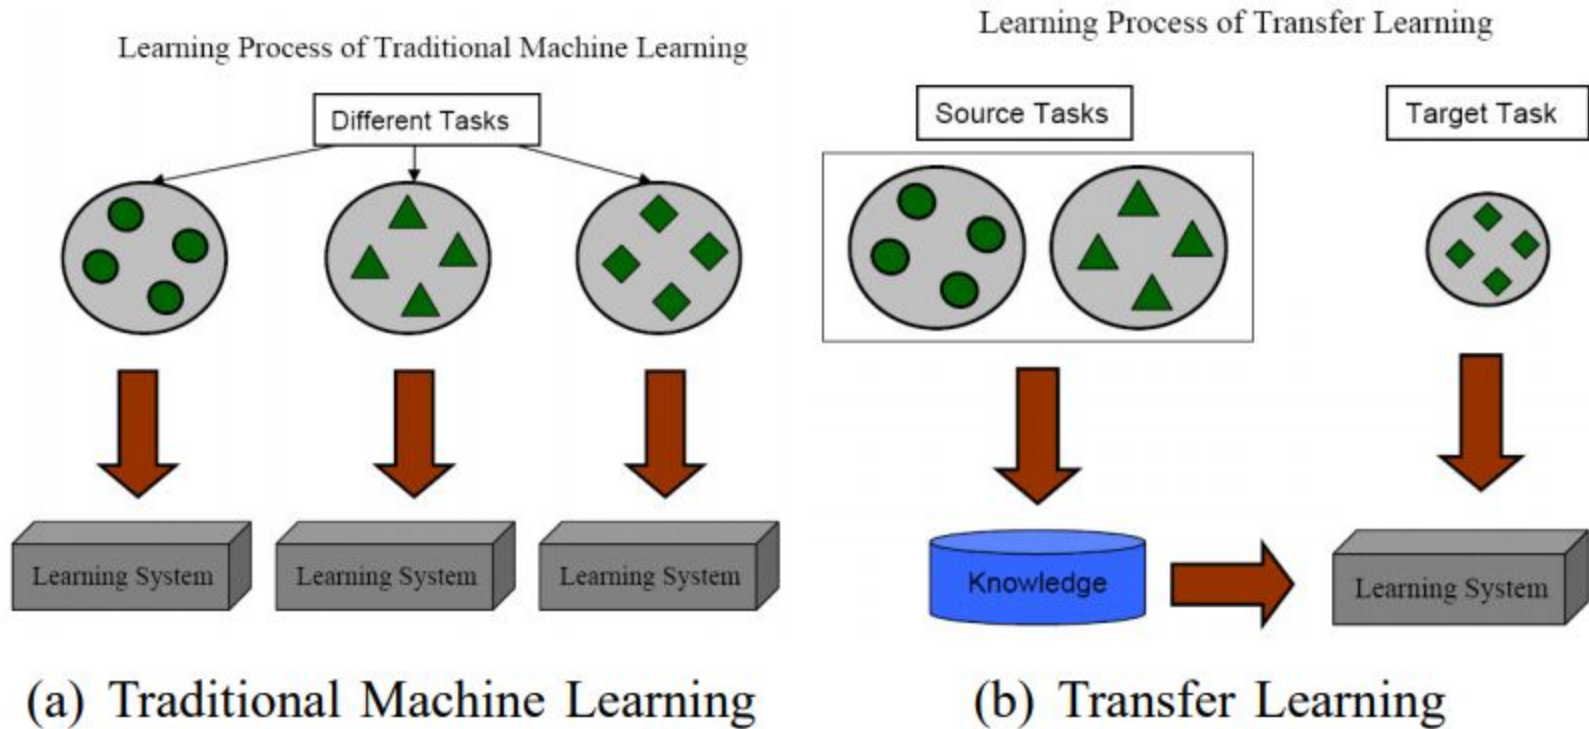 Learning Process of Traditional Machine Learning
Different Tasks
Learning System
Learning System
Learning System
(a) Traditional Machine Learning
Learning Process of Transfer Learning
Source Tasks
Target Task
Knowledge
Learning System
(b) Transfer Learning